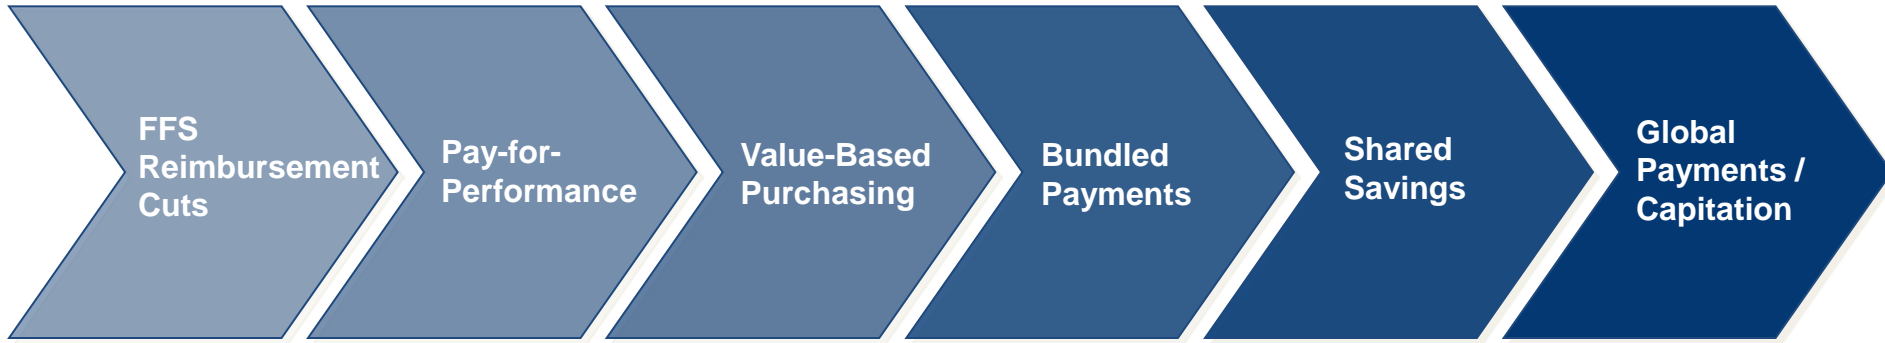 FFS
Reimbursement
Cuts
Pay-for-
Performance
Value-Based
Purchasing
Bundled
Payments
Shared
Savings
Global
Payments /
Capitation